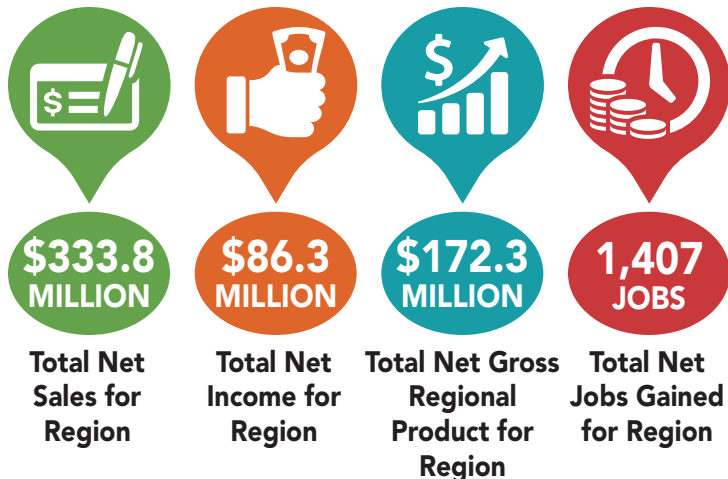 $
$
$333.8
MILLION
Total Net
Sales for
Region
$86.3
MILLION
Total Net
Income for
Region
$172.3
MILLION
Total Net Gross
Regional
Product for
Region
1,407
JOBS
Total Net
Jobs Gained
for Region